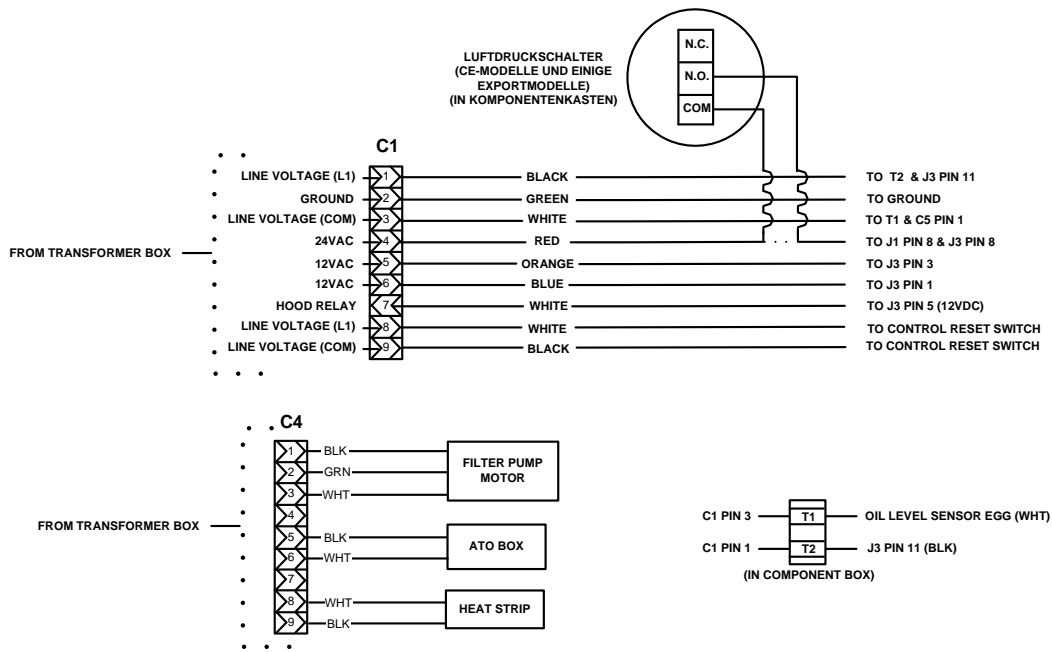 LUFTDRUCKSCHALTER
(CE-MODELLE UND EINIGE
EXPORTMODELLE)
(IN KOMPONENTENKASTEN)
N.C.
N.O.
COM
C1
FROM TRANSFORMER BOX
LINE VOLTAGE (L1) 1 BLACK TO T2 & J3 PIN 11
GROUND 2 GREEN TO GROUND
LINE VOLTAGE (COM) 3 WHITE TO T1 & C5 PIN 1
24VAC 4 RED TO J1 PIN 8 & J3 PIN 8
12VAC 5 ORANGE TO J3 PIN 3
12VAC 6 BLUE TO J3 PIN 1
HOOD RELAY 7 WHITE TO J3 PIN 5 (12VDC)
LINE VOLTAGE (L1) 8 WHITE TO CONTROL RESET SWITCH
LINE VOLTAGE (COM) 9 BLACK TO CONTROL RESET SWITCH
C4
FROM TRANSFORMER BOX
1 BLK
2 GRN
3 WHT
4
5 BLK
6 WHT
7
8 WHT
9 BLK
FILTER PUMP
MOTOR
ATO BOX
HEAT STRIP
C1 PIN 3 T1 OIL LEVEL SENSOR EGG (WHT)
C1 PIN 1 T2 J3 PIN 11 (BLK)
(IN COMPONENT BOX)